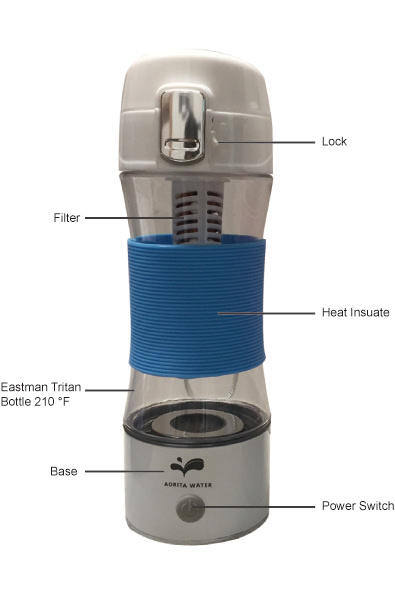 Lock
Filter
Heat Insuate
Eastman Tritan
Bottle 210 °F
Base
AORITA WATER
Power Switch